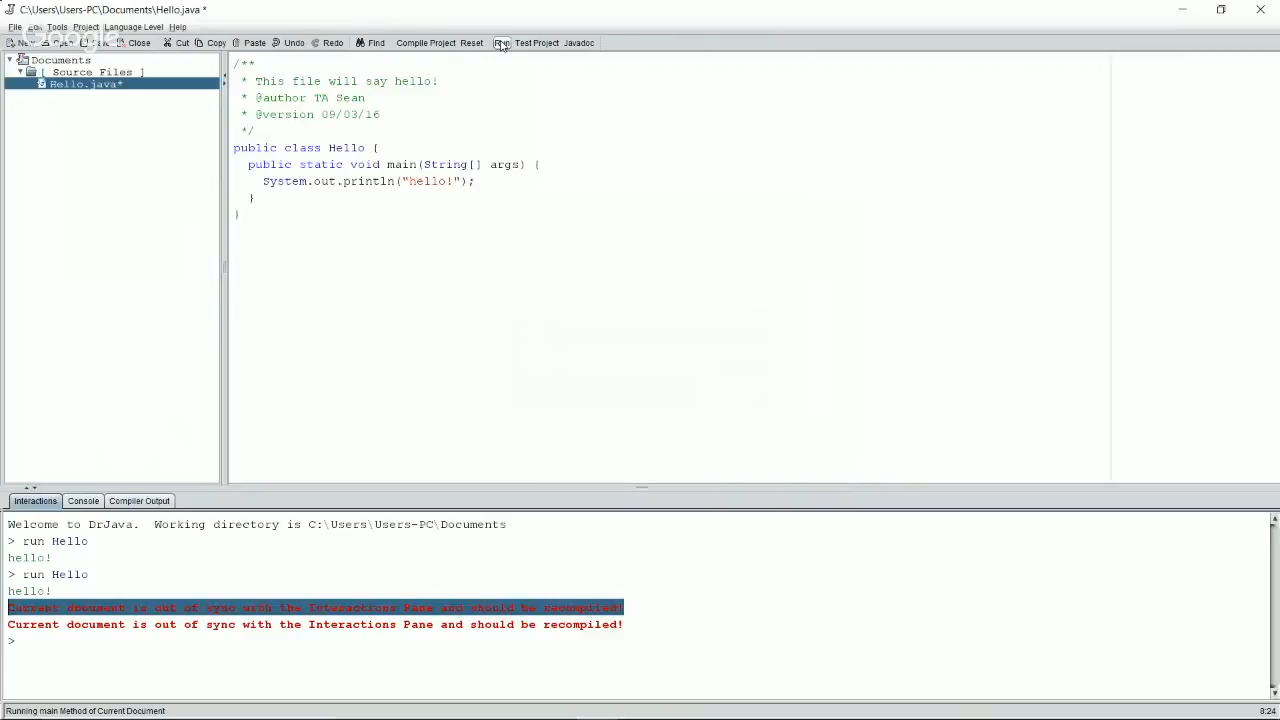 C:\Users\Users-PC\Documents\Hello.java *
File Edit Tools Project Language Level Help
Google
New Open Save Close Cut Copy Paste Undo Redo Find Compile Project Reset Run Test Project Javadoc
Documents
[ Source Files ]
Hello.java*
/**
* This file will say hello!
* @author TA Sean
* @version 09/03/16
*/
public class Hello {
public static void main(String[] args) {
System.out.println("hello!");
}
}
Interactions Console Compiler Output
Welcome to DrJava.  Working directory is C:\Users\Users-PC\Documents
> run Hello
hello!
> run Hello
hello!
Current document is out of sync with the Interactions Pane and should be recompiled!
Current document is out of sync with the Interactions Pane and should be recompiled!
>
Running main Method of Current Document 8:24